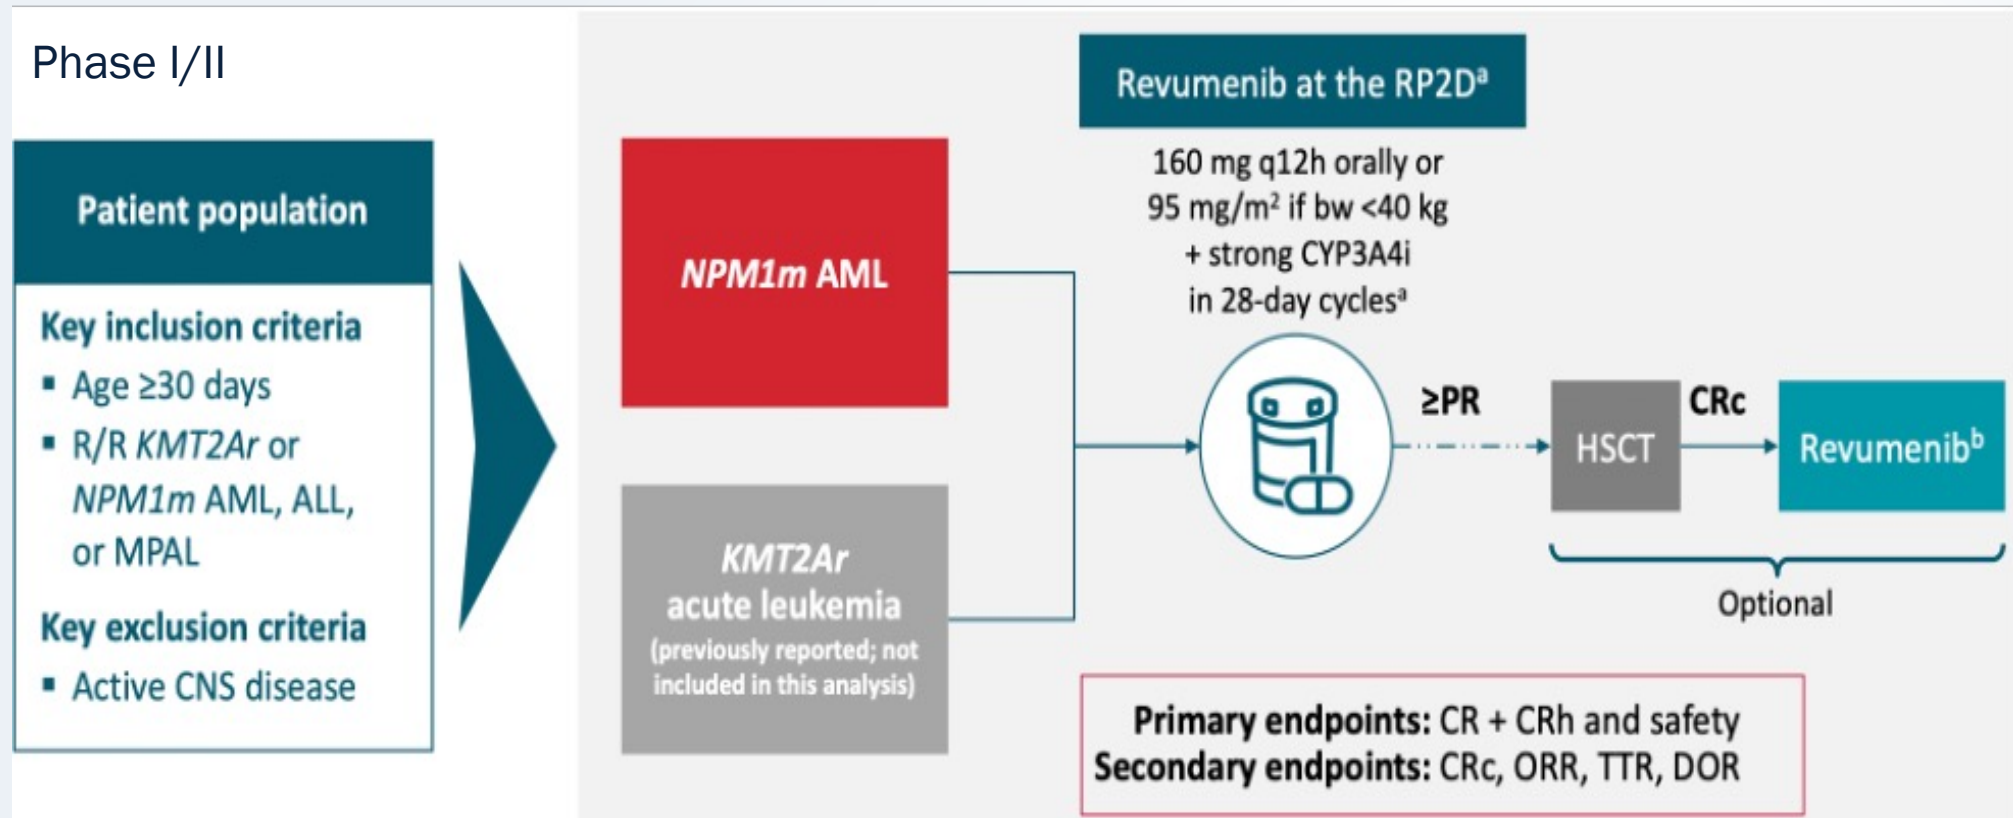 Phase I/II
Patient population
Key inclusion criteria
▪ Age ≥30 days
▪ R/R KMT2Ar or
NPM1m AML, ALL,
or MPAL
Key exclusion criteria
▪ Active CNS disease
NPM1m AML
KMT2Ar
acute leukemia
(previously reported; not
included in this analysis)
Revumenib at the RP2Dᵃ
160 mg q12h orally or
95 mg/m² if bw <40 kg
+ strong CYP3A4i
in 28-day cyclesᵃ
≥PR
HSCT
CRc
Revumenibᵇ
Optional
Primary endpoints: CR + CRh and safety
Secondary endpoints: CRc, ORR, TTR, DOR